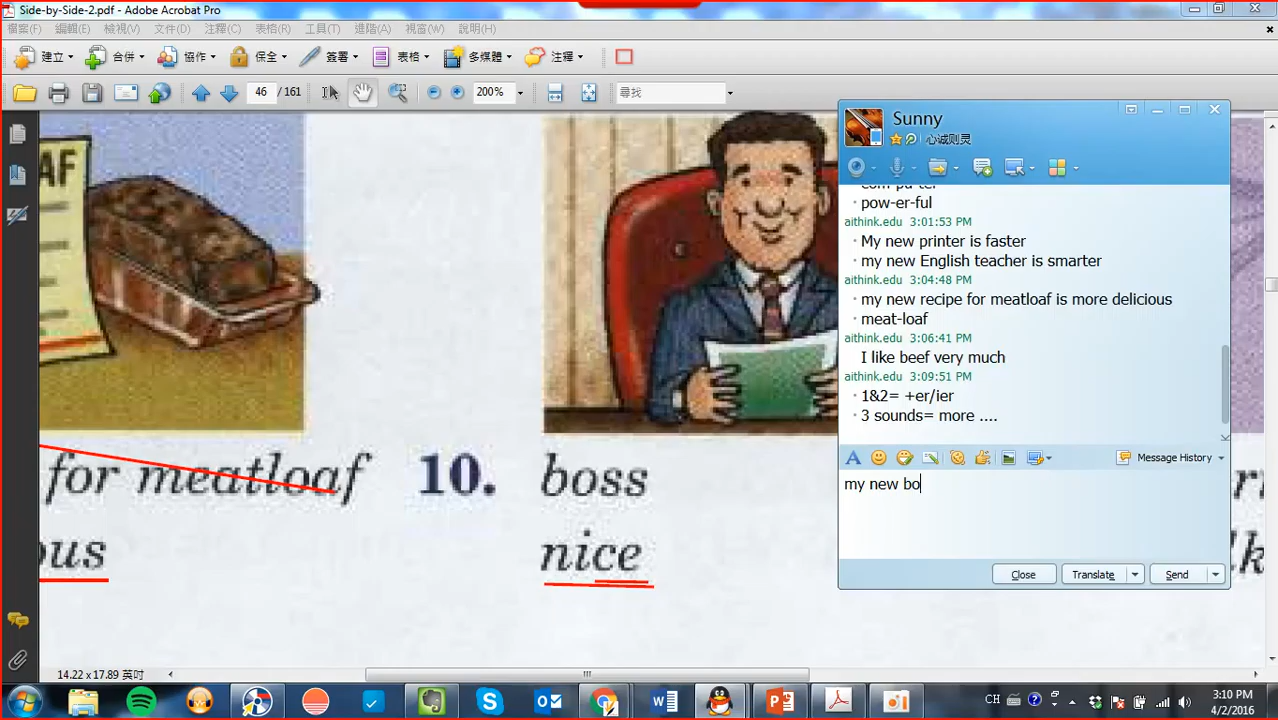 Side-by-Side-2.pdf - Adobe Acrobat Pro
檔案(F) 編輯(E) 檢視(V) 文件(D) 注釋(C) 表格(R) 工具(T) 進階(A) 視窗(W) 說明(H)
建立 合併 協作 保全 簽署 表格 多媒體 注釋
46 / 161 200% 尋找
Sunny
心诚则灵
com-pu-ter
pow-er-ful
aithink.edu 3:01:53 PM
My new printer is faster
my new English teacher is smarter
aithink.edu 3:04:48 PM
my new recipe for meatloaf is more delicious
meat-loaf
aithink.edu 3:06:41 PM
I like beef very much
aithink.edu 3:09:51 PM
1&2= +er/ier
3 sounds= more ....
Message History
my new bo
Close Translate Send
AF
for meatloaf
ous
10. boss
nice
14.22 x 17.89 英吋
CH
3:10 PM
4/2/2016